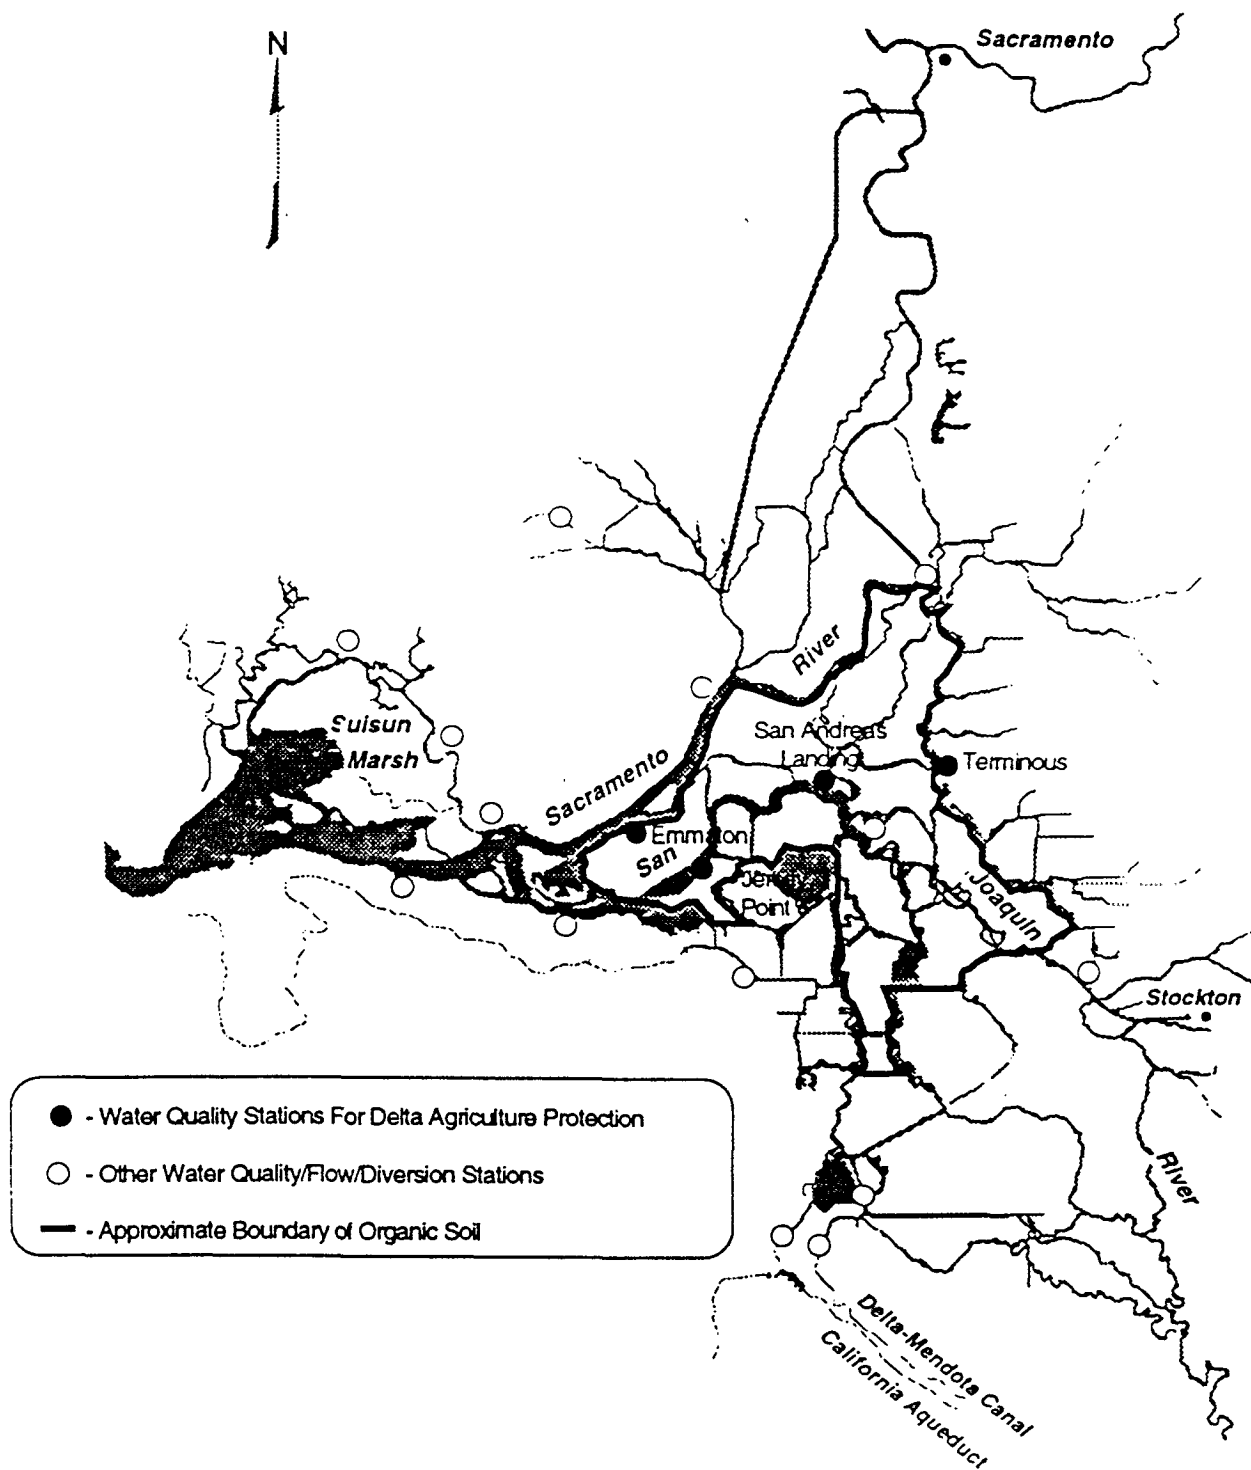 N
Sacramento
River
Suisun
Marsh
San Andreas
Landing
Terminous
Sacramento
Emmaton
San
Jersey
Point
Joaquin
Stockton
- Water Quality Stations For Delta Agriculture Protection
- Other Water Quality/Flow/Diversion Stations
- Approximate Boundary of Organic Soil
River
Delta-Mendota Canal
California Aqueduct